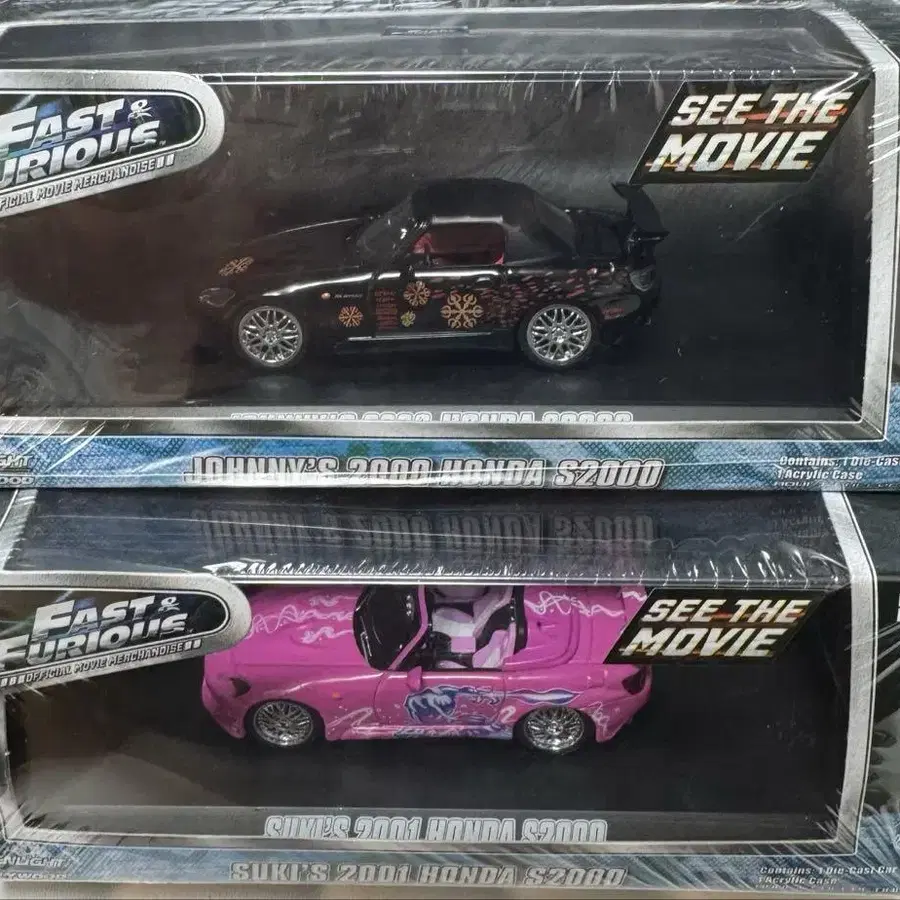 FAST &
FURIOUS
OFFICIAL MOVIE MERCHANDISE
SEE THE
MOVIE
JOHNNY'S 2000 HONDA S2000
Contains: 1 Die-Cas
1 Acrylic Case
FAST &
FURIOUS
OFFICIAL MOVIE MERCHANDISE
SEE THE
MOVIE
SUKI'S 2001 HONDA S2000
SUKI'S 2001 HONDA S2000
Contains: 1 Die-Cast Car
1 Acrylic Case